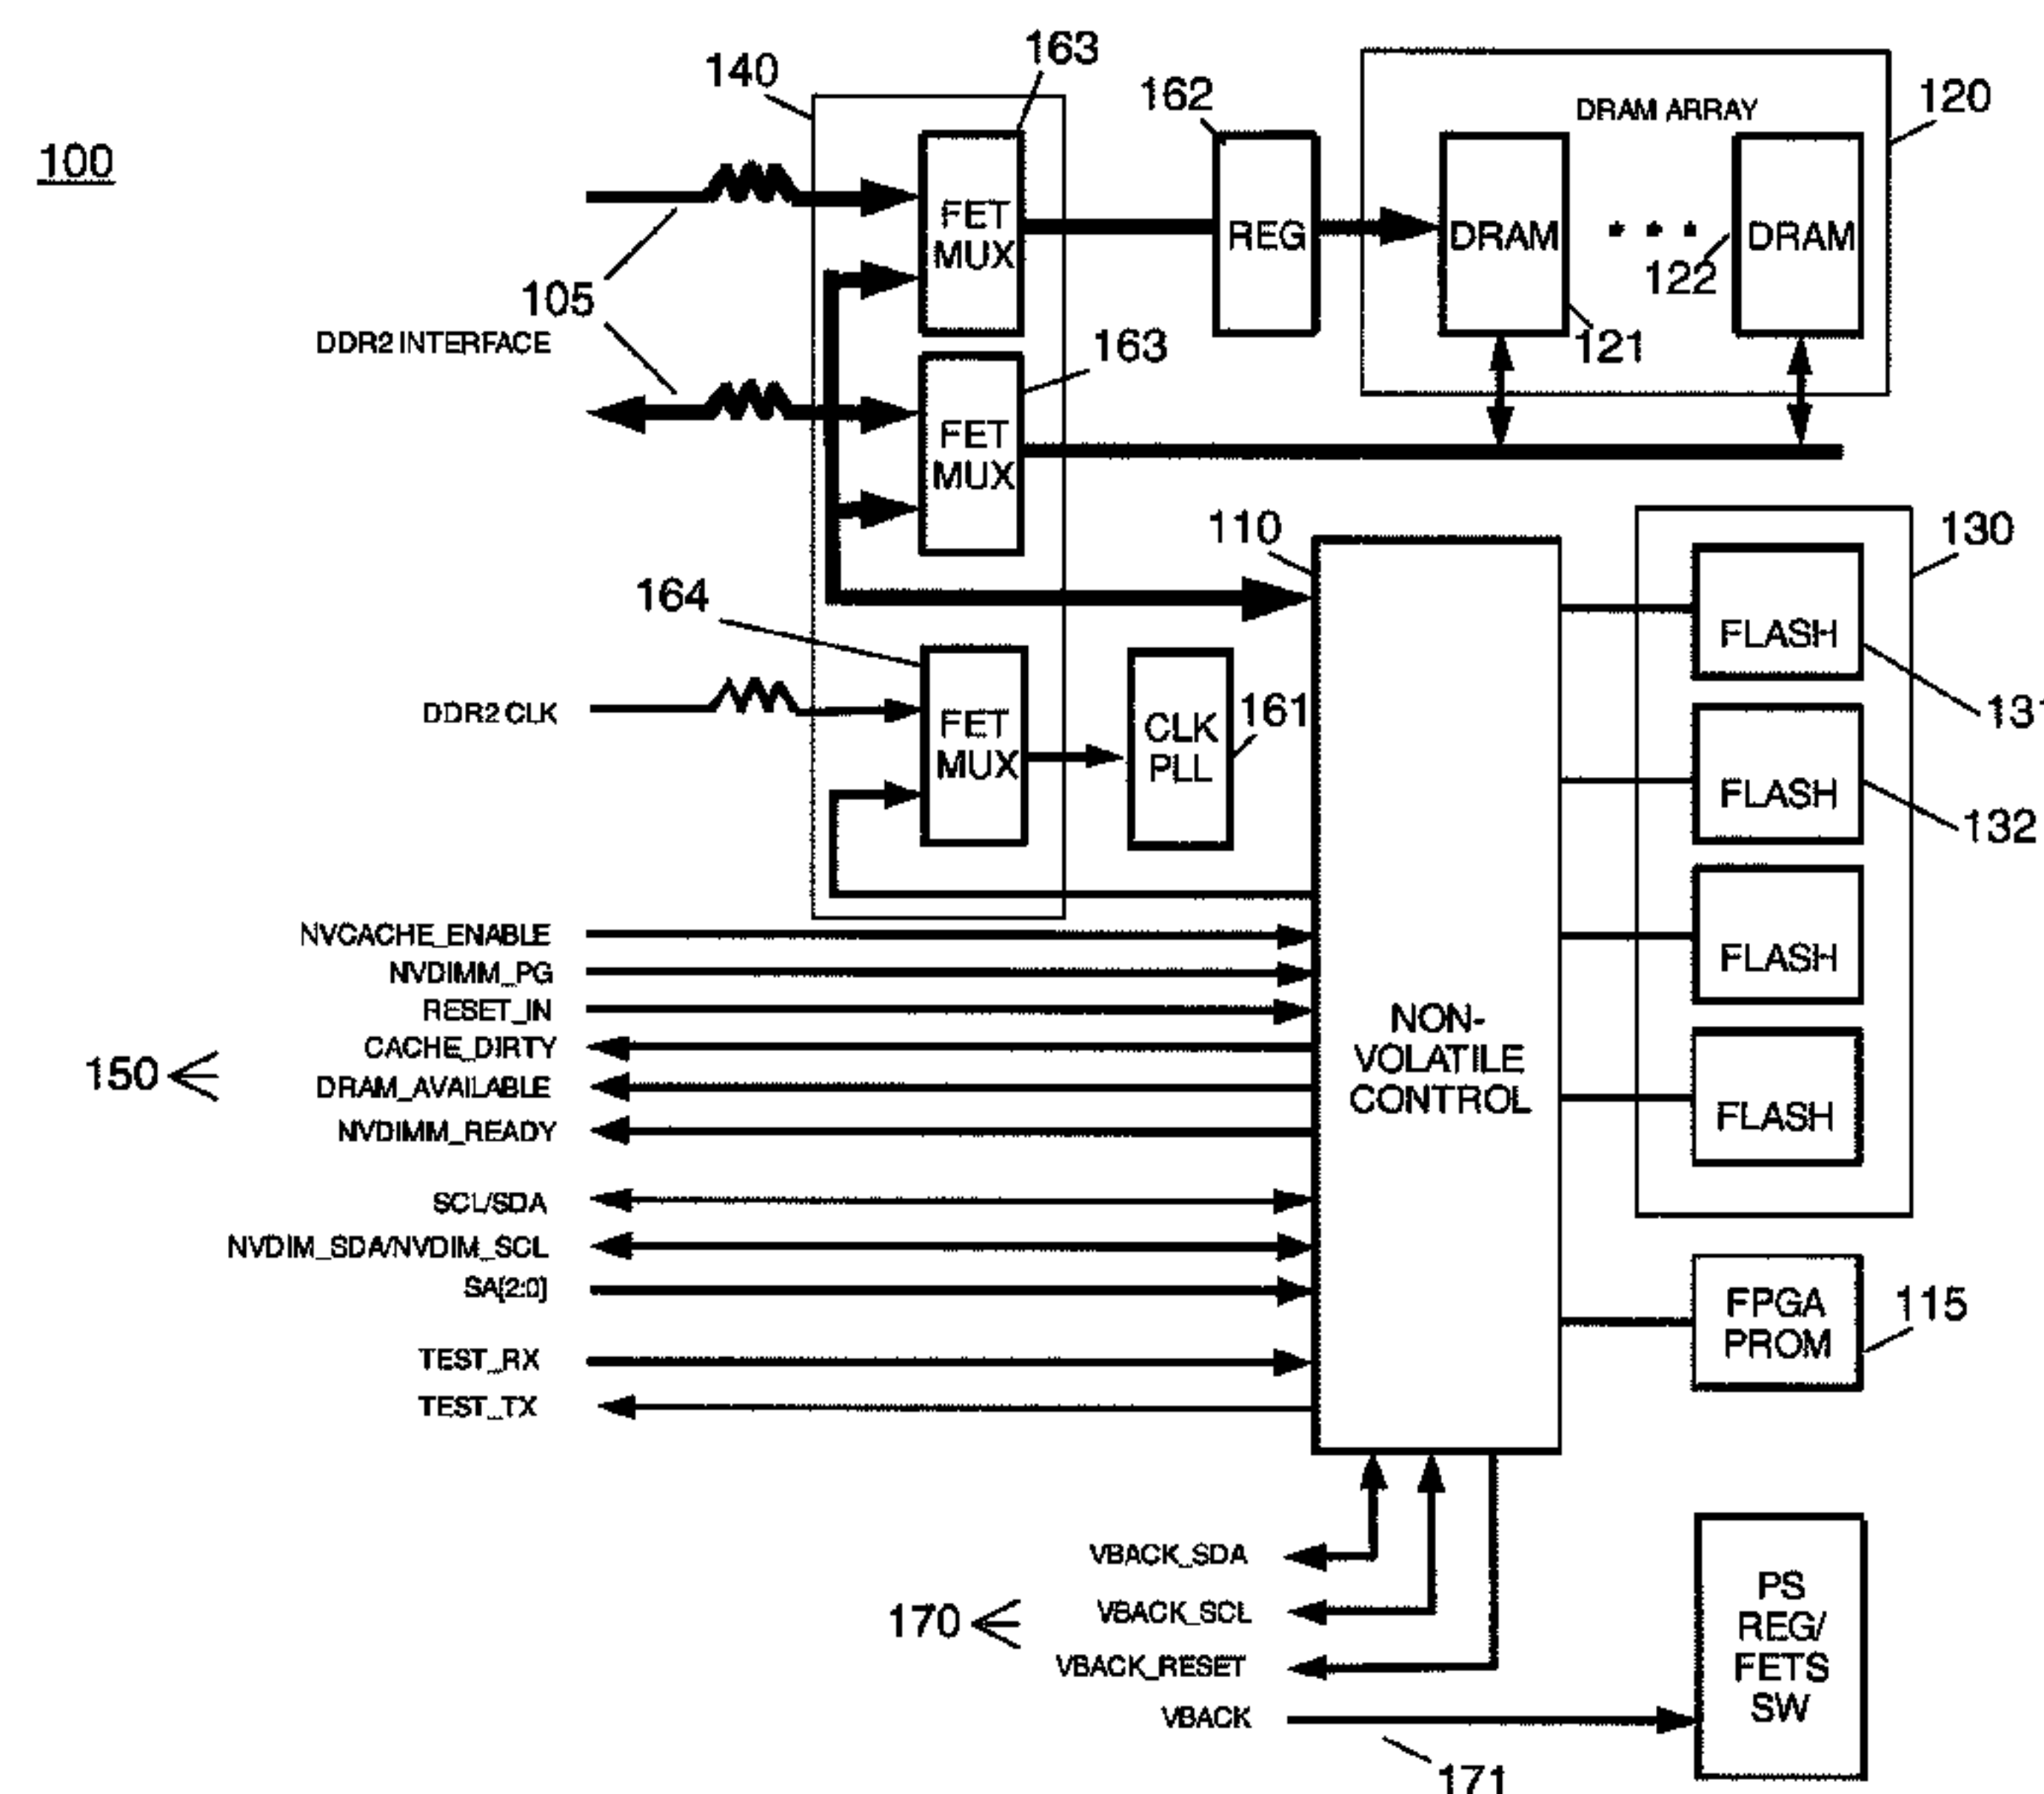 100
140
163
162
DRAM ARRAY
120
FET
MUX
REG
DRAM
DRAM
122
121
105
DDR2 INTERFACE
163
FET
MUX
110
130
FLASH
131
164
DDR2 CLK
FET
MUX
CLK
PLL
161
FLASH
132
FLASH
FLASH
NVCACHE_ENABLE
NVDIMM_PG
RESET_IN
CACHE_DIRTY
DRAM_AVAILABLE
NVDIMM_READY
150
NON-
VOLATILE
CONTROL
SCL/SDA
NVDIM_SDA/NVDIM_SCL
SA[2:0]
TEST_RX
TEST_TX
FPGA
PROM
115
VBACK_SDA
VBACK_SCL
VBACK_RESET
VBACK
170
171
PS
REG/
FETS
SW